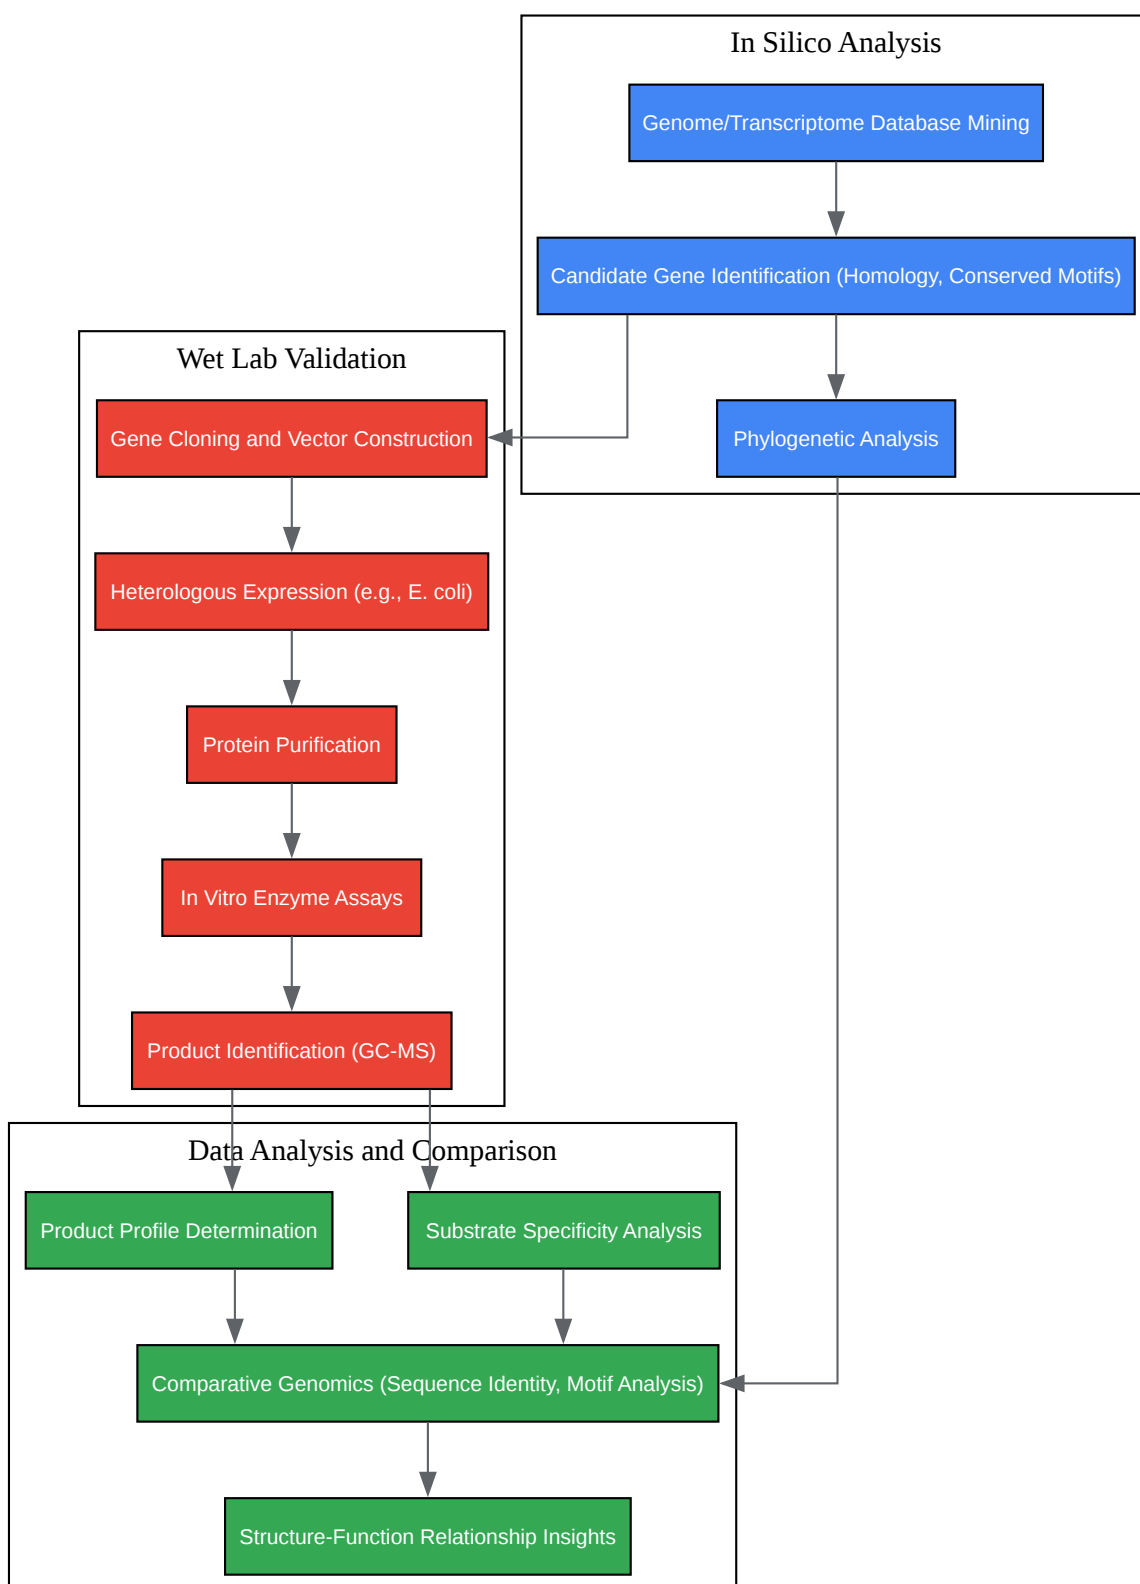 In Silico Analysis
Genome/Transcriptome Database Mining
Candidate Gene Identification (Homology, Conserved Motifs)
Phylogenetic Analysis
Wet Lab Validation
Gene Cloning and Vector Construction
Heterologous Expression (e.g., E. coli)
Protein Purification
In Vitro Enzyme Assays
Product Identification (GC-MS)
Data Analysis and Comparison
Product Profile Determination
Substrate Specificity Analysis
Comparative Genomics (Sequence Identity, Motif Analysis)
Structure-Function Relationship Insights